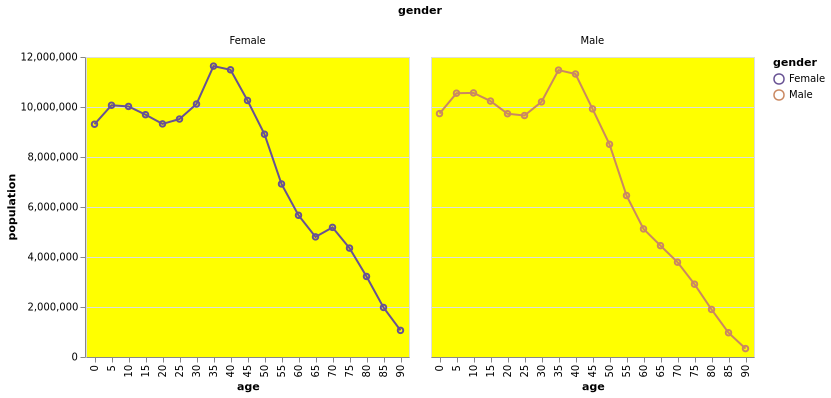 gender
Female
Male
12,000,000
10,000,000
8,000,000
6,000,000
4,000,000
2,000,000
0
population
0 5 10 15 20 25 30 35 40 45 50 55 60 65 70 75 80 85 90
age
0 5 10 15 20 25 30 35 40 45 50 55 60 65 70 75 80 85 90
age
gender
Female
Male